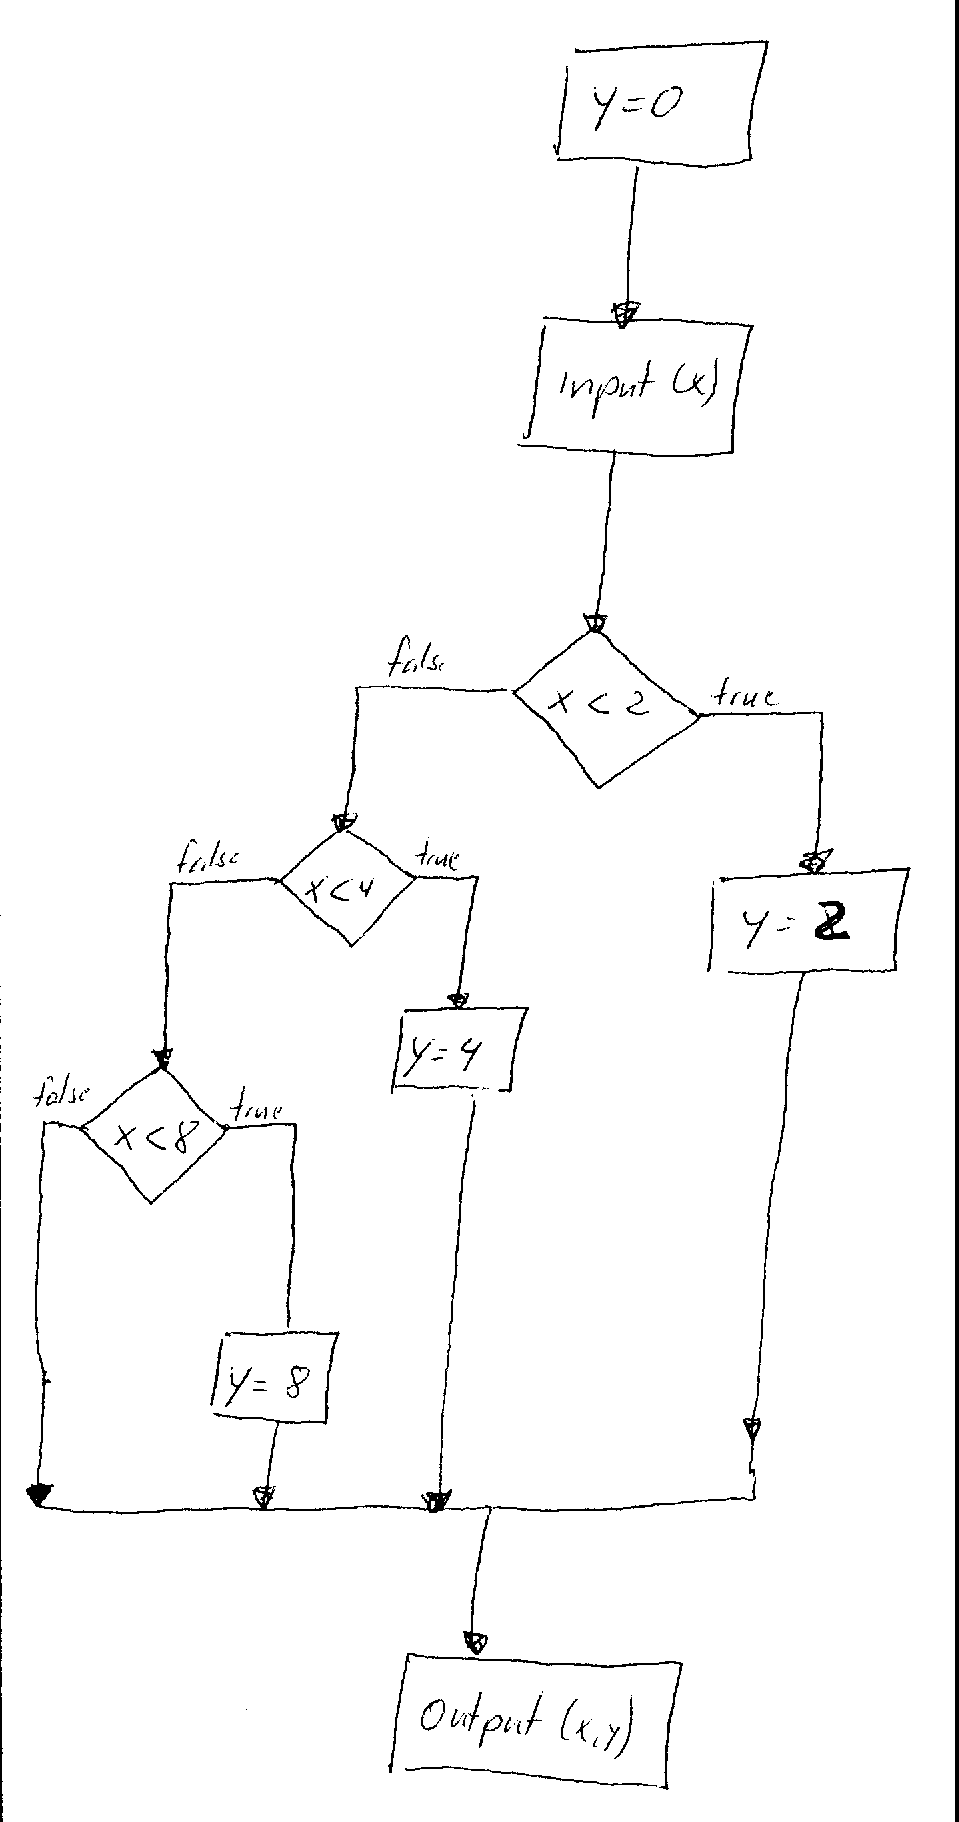 y=0
input (x)
false
x < 2
true
false
x<4
true
y= 2
y=4
false
x<8
true
y= 8
Output (x,y)